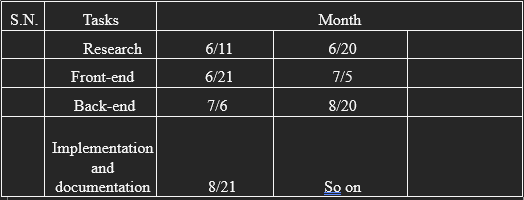 S.N. Tasks Month
Research 6/11 6/20
Front-end 6/21 7/5
Back-end 7/6 8/20
Implementation
and
documentation 8/21 So on